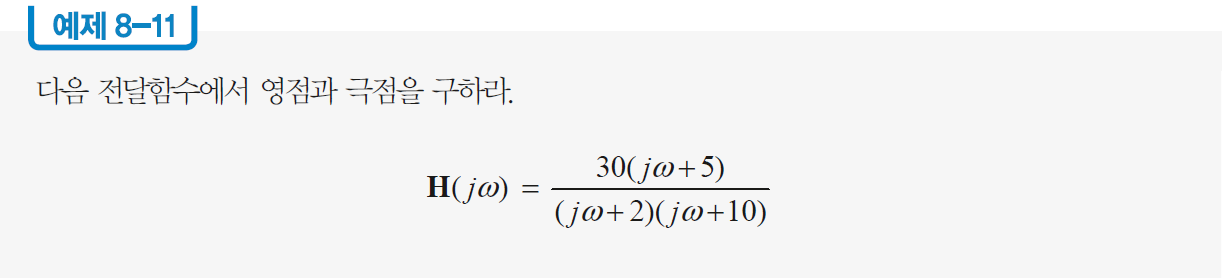 예제 8-11
다음 전달함수에서 영점과 극점을 구하라.
H(jω) = 30(jω+5) / (jω+2)(jω+10)